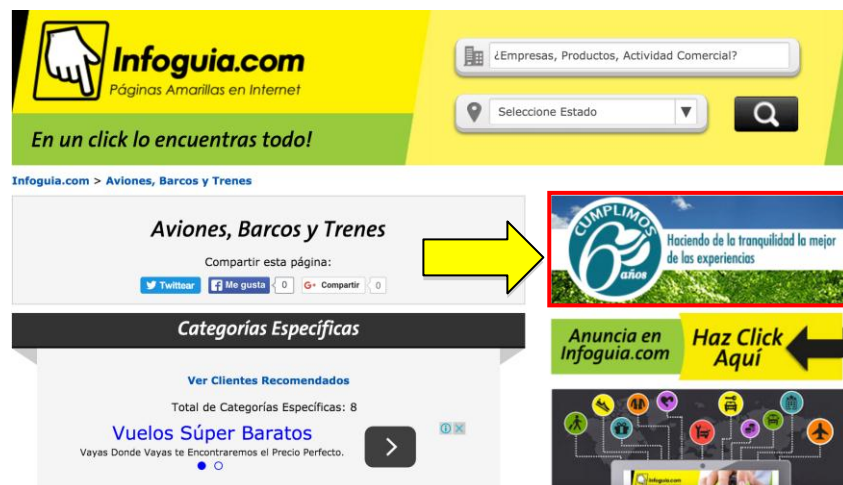 Infoguia.com
Páginas Amarillas en Internet
En un click lo encuentras todo!
¿Empresas, Productos, Actividad Comercial?
Seleccione Estado
Infoguia.com > Aviones, Barcos y Trenes
Aviones, Barcos y Trenes
Compartir esta página:
Twittear
Me gusta
0
G+ Compartir
0
CUMPLIMOS
60
años
Haciendo de la tranquilidad la mejor
de las experiencias
Categorías Específicas
Anuncia en
Infoguia.com
Haz Click
Aquí
Ver Clientes Recomendados
Total de Categorías Específicas: 8
Vuelos Súper Baratos
Vayas Donde Vayas te Encontraremos el Precio Perfecto.
Infoguia.com